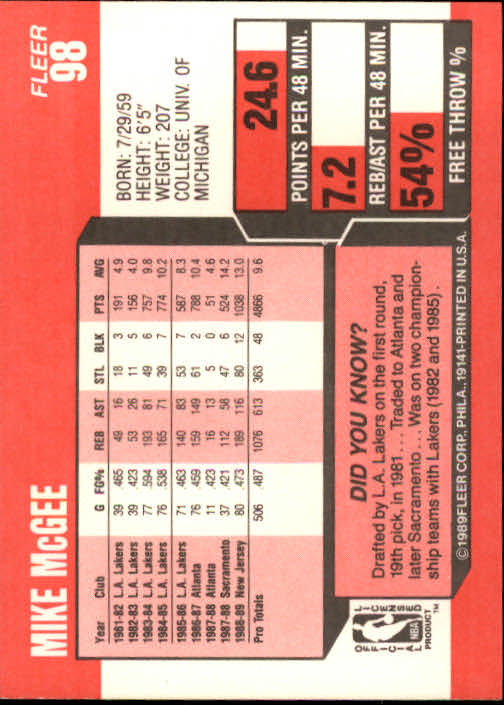 MIKE McGEE
FLEER
98
BORN: 7/29/59
HEIGHT: 6'5"
WEIGHT: 207
COLLEGE: UNIV. OF
MICHIGAN
Year Club G FG% REB AST STL BLK PTS AVG
1981-82 L.A. Lakers 39 .465 49 16 18 3 191 4.9
1982-83 L.A. Lakers 39 .423 53 26 11 5 156 4.0
1983-84 L.A. Lakers 77 .594 193 81 49 6 757 9.8
1984-85 L.A. Lakers 76 .538 165 71 39 7 774 10.2
1985-86 L.A. Lakers 71 .463 140 83 53 7 587 8.3
1986-87 Atlanta 76 .459 159 149 61 2 788 10.4
1987-88 Atlanta 11 .423 16 13 5 0 51 4.6
1987-88 Sacramento 37 .421 112 58 47 6 524 14.2
1988-89 New Jersey 80 .473 189 116 80 12 1038 13.0
Pro Totals 506 .487 1076 613 363 48 4866 9.6
24.6
POINTS PER 48 MIN.
7.2
REB/AST PER 48 MIN.
54%
FREE THROW %
DID YOU KNOW?
Drafted by L.A. Lakers on the first round,
19th pick, in 1981 . . . Traded to Atlanta and
later Sacramento . . . Was on two champion-
ship teams with Lakers (1982 and 1985).
OFFICIAL
LICENSED
NBA
PRODUCT™
©1989 FLEER CORP., PHILA., 19141-PRINTED IN U.S.A.